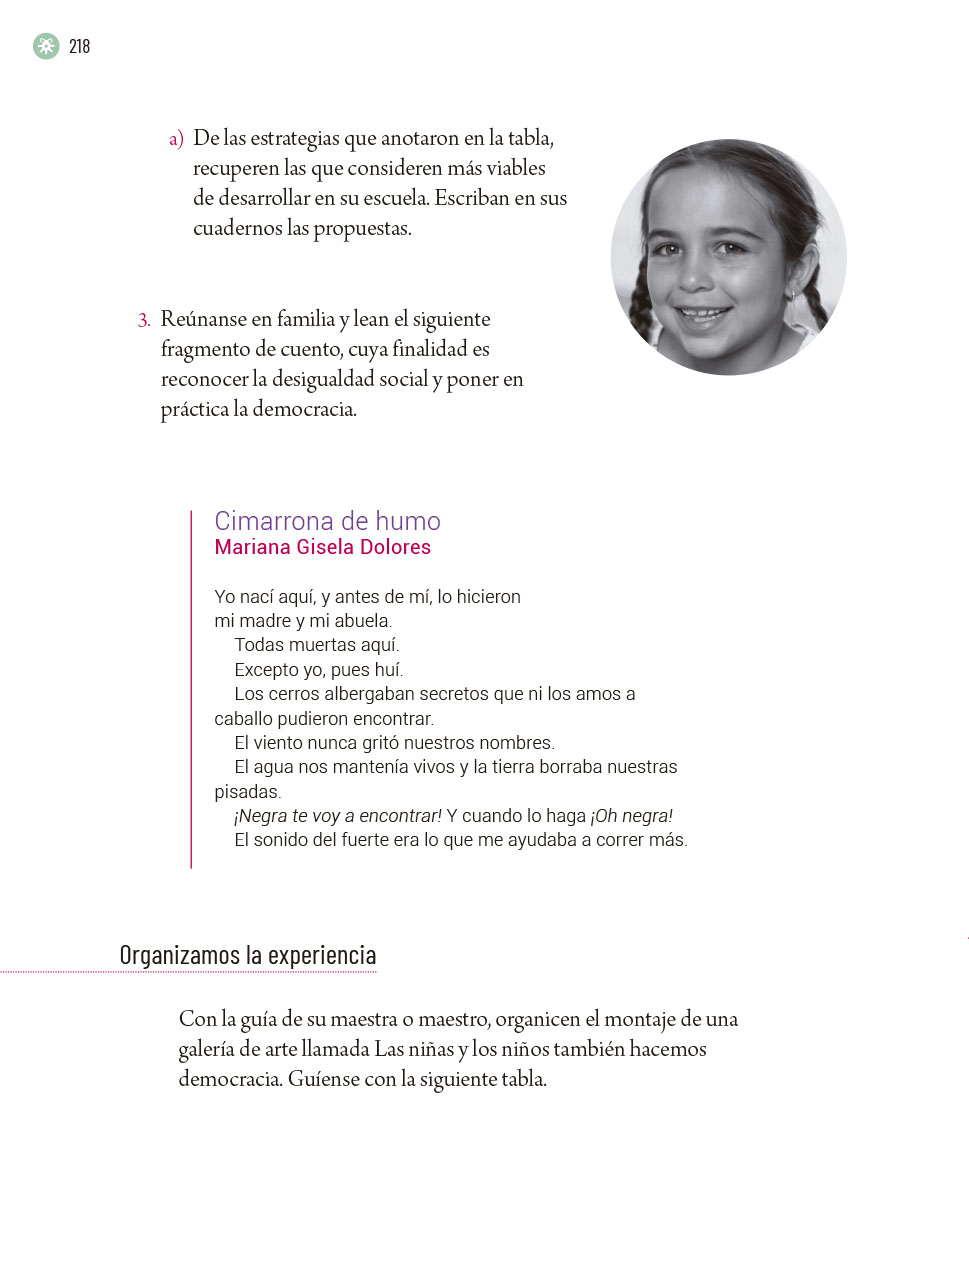 218
a) De las estrategias que anotaron en la tabla,
recuperen las que consideren más viables
de desarrollar en su escuela. Escriban en sus
cuadernos las propuestas.
3. Reúnanse en familia y lean el siguiente
fragmento de cuento, cuya finalidad es
reconocer la desigualdad social y poner en
práctica la democracia.
Cimarrona de humo
Mariana Gisela Dolores
Yo nací aquí, y antes de mí, lo hicieron
mi madre y mi abuela.
Todas muertas aquí.
Excepto yo, pues huí.
Los cerros albergaban secretos que ni los amos a
caballo pudieron encontrar.
El viento nunca gritó nuestros nombres.
El agua nos mantenía vivos y la tierra borraba nuestras
pisadas.
¡Negra te voy a encontrar! Y cuando lo haga ¡Oh negra!
El sonido del fuerte era lo que me ayudaba a correr más.
Organizamos la experiencia
Con la guía de su maestra o maestro, organicen el montaje de una
galería de arte llamada Las niñas y los niños también hacemos
democracia. Guíense con la siguiente tabla.